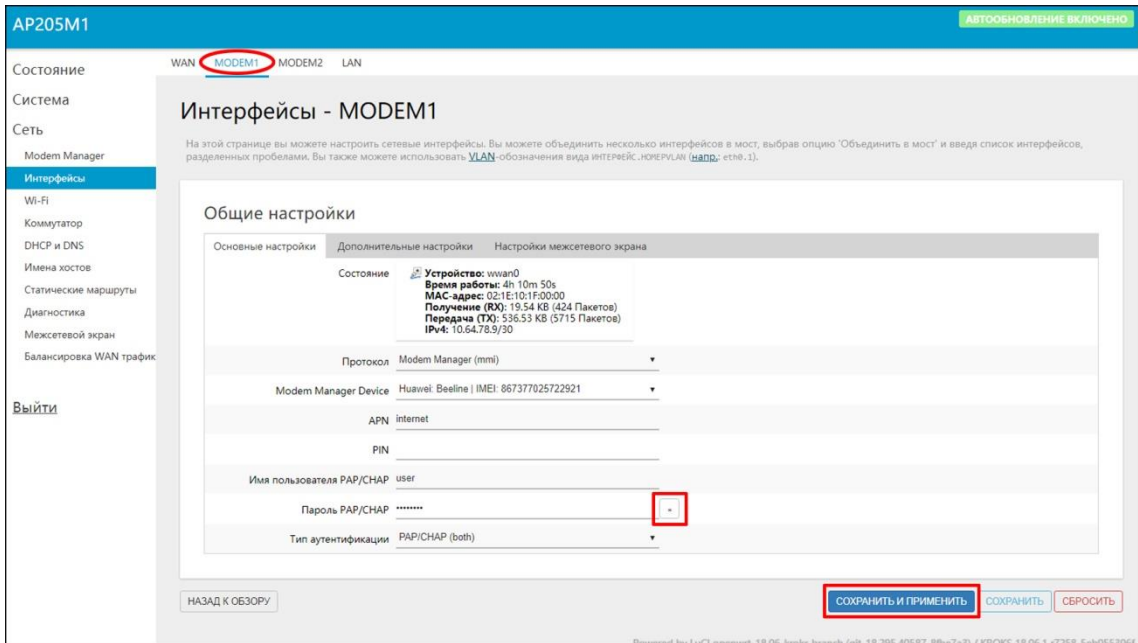 AP205M1
АВТООБНОВЛЕНИЕ ВКЛЮЧЕНО
WAN MODEM1 MODEM2 LAN
Состояние
Система
Сеть
Modem Manager
Интерфейсы
Wi-Fi
Коммутатор
DHCP и DNS
Имена хостов
Статические маршруты
Диагностика
Межсетевой экран
Балансировка WAN трафик
Выйти
Интерфейсы - MODEM1
На этой странице вы можете настроить сетевые интерфейсы. Вы можете объединить несколько интерфейсов в мост, выбрав опцию 'Объединить в мост' и введя список интерфейсов,
разделенных пробелами. Вы также можете использовать VLAN-обозначения вида ИНТЕРФЕЙС.НОМЕРVLAN (напр.: eth0.1).
Общие настройки
Основные настройки Дополнительные настройки Настройки межсетевого экрана
Состояние
Устройство: wwan0
Время работы: 4h 10m 50s
MAC-адрес: 02:1E:10:1F:00:00
Получение (RX): 19.54 KB (424 Пакетов)
Передача (TX): 536.53 KB (5715 Пакетов)
IPv4: 10.64.78.9/30
Протокол Modem Manager (mmi)
Modem Manager Device Huawei: Beeline | IMEI: 867377025722921
APN internet
PIN
Имя пользователя PAP/CHAP user
Пароль PAP/CHAP ••••••••
Тип аутентификации PAP/CHAP (both)
НАЗАД К ОБЗОРУ СОХРАНИТЬ И ПРИМЕНИТЬ СОХРАНИТЬ СБРОСИТЬ